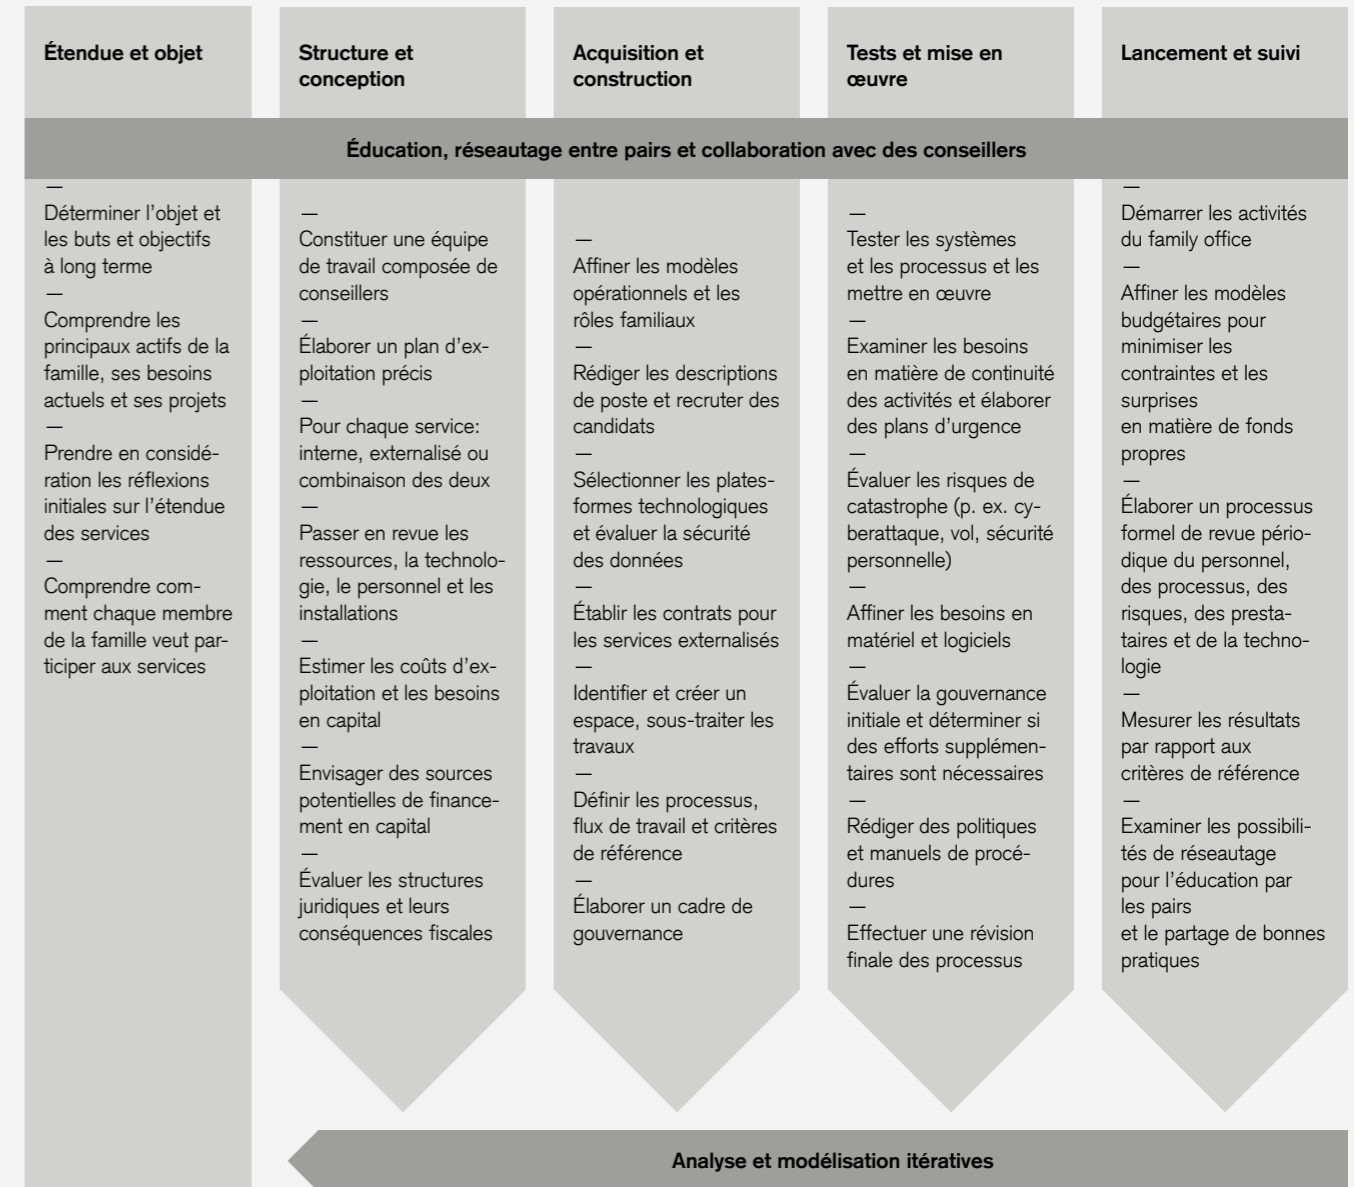 Étendue et objet
Structure et
conception
Acquisition et
construction
Tests et mise en
œuvre
Lancement et suivi
Éducation, réseautage entre pairs et collaboration avec des conseillers
—
Déterminer l’objet et
les buts et objectifs
à long terme
—
Comprendre les
principaux actifs de la
famille, ses besoins
actuels et ses projets
—
Prendre en considé-
ration les réflexions
initiales sur l’étendue
des services
—
Comprendre com-
ment chaque membre
de la famille veut par-
ticiper aux services
—
Constituer une équipe
de travail composée de
conseillers
—
Élaborer un plan d’ex-
ploitation précis
—
Pour chaque service:
interne, externalisé ou
combinaison des deux
—
Passer en revue les
ressources, la technolo-
gie, le personnel et les
installations
—
Estimer les coûts d’ex-
ploitation et les besoins
en capital
—
Envisager des sources
potentielles de finance-
ment en capital
—
Évaluer les structures
juridiques et leurs
conséquences fiscales
—
Affiner les modèles
opérationnels et les
rôles familiaux
—
Rédiger les descriptions
de poste et recruter des
candidats
—
Sélectionner les plates-
formes technologiques
et évaluer la sécurité
des données
—
Établir les contrats pour
les services externalisés
—
Identifier et créer un
espace, sous-traiter les
travaux
—
Définir les processus,
flux de travail et critères
de référence
—
Élaborer un cadre de
gouvernance
—
Tester les systèmes
et les processus et les
mettre en œuvre
—
Examiner les besoins
en matière de continuité
des activités et élaborer
des plans d’urgence
—
Évaluer les risques de
catastrophe (p. ex. cy-
berattaque, vol, sécurité
personnelle)
—
Affiner les besoins en
matériel et logiciels
—
Évaluer la gouvernance
initiale et déterminer si
des efforts supplémen-
taires sont nécessaires
—
Rédiger des politiques
et manuels de procé-
dures
—
Effectuer une révision
finale des processus
—
Démarrer les activités
du family office
—
Affiner les modèles
budgétaires pour
minimiser les
contraintes et les
surprises
en matière de fonds
propres
—
Élaborer un processus
formel de revue pério-
dique du personnel,
des processus, des
risques, des presta-
taires et de la techno-
logie
—
Mesurer les résultats
par rapport aux
critères de référence
—
Examiner les possibili-
tés de réseautage
pour l’éducation par
les pairs
et le partage de bonnes
pratiques
Analyse et modélisation itératives